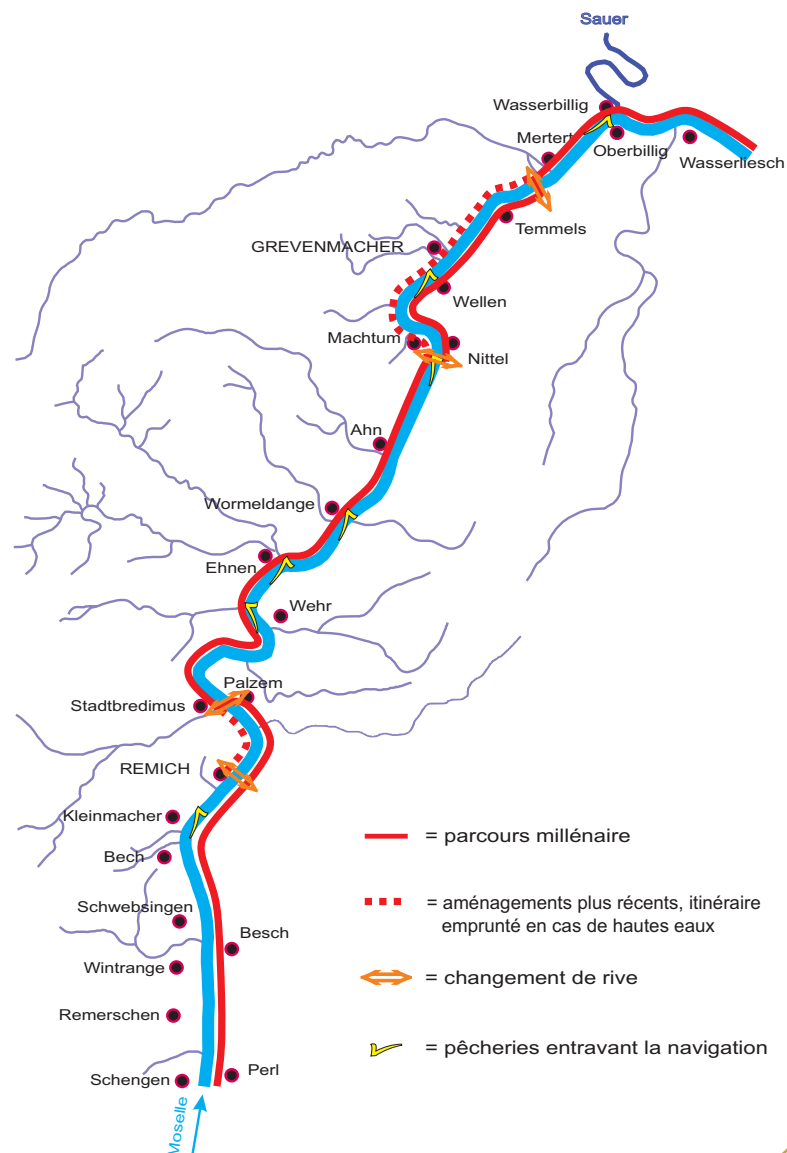 Sauer
Wasserbillig
Mertert
Oberbillig
Wasserliesch
Temmels
GREVENMACHER
Wellen
Machtum
Nittel
Ahn
Wormeldange
Ehnen
Wehr
Palzem
Stadtbredimus
REMICH
Kleinmacher
= parcours millénaire
Bech
Schwebsingen
= aménagements plus récents, itinéraire
emprunté en cas de hautes eaux
Besch
Wintrange
= changement de rive
Remerschen
= pêcheries entravant la navigation
Perl
Schengen
Moselle